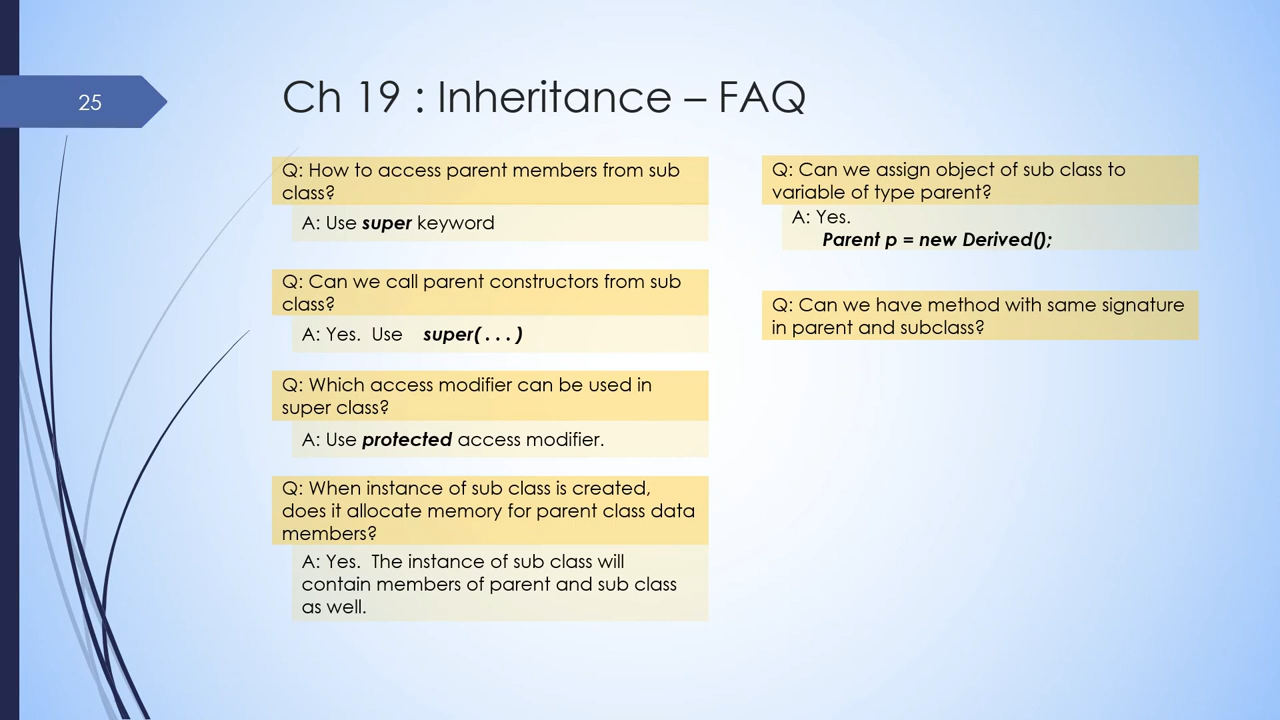 25
Ch 19 : Inheritance – FAQ
Q: How to access parent members from sub
class?
A: Use super keyword
Q: Can we call parent constructors from sub
class?
A: Yes. Use super( . . . )
Q: Which access modifier can be used in
super class?
A: Use protected access modifier.
Q: When instance of sub class is created,
does it allocate memory for parent class data
members?
A: Yes. The instance of sub class will
contain members of parent and sub class
as well.
Q: Can we assign object of sub class to
variable of type parent?
A: Yes.
Parent p = new Derived();
Q: Can we have method with same signature
in parent and subclass?